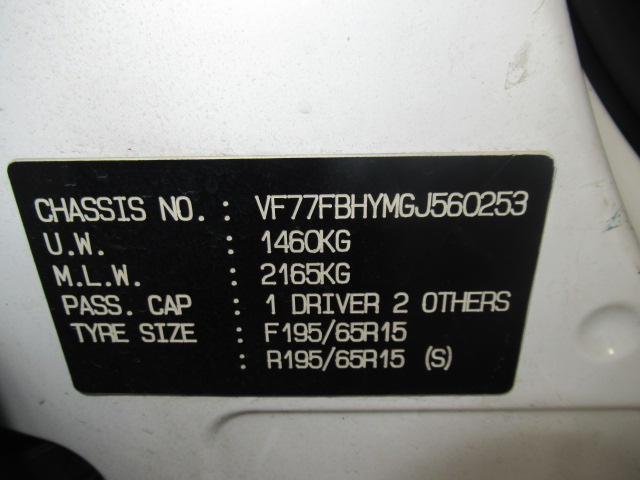 CHASSIS NO. : VF77FBHYMGJ560253
U.W. : 1460KG
M.L.W. : 2165KG
PASS. CAP : 1 DRIVER 2 OTHERS
TYRE SIZE : F195/65R15
: R195/65R15 (S)